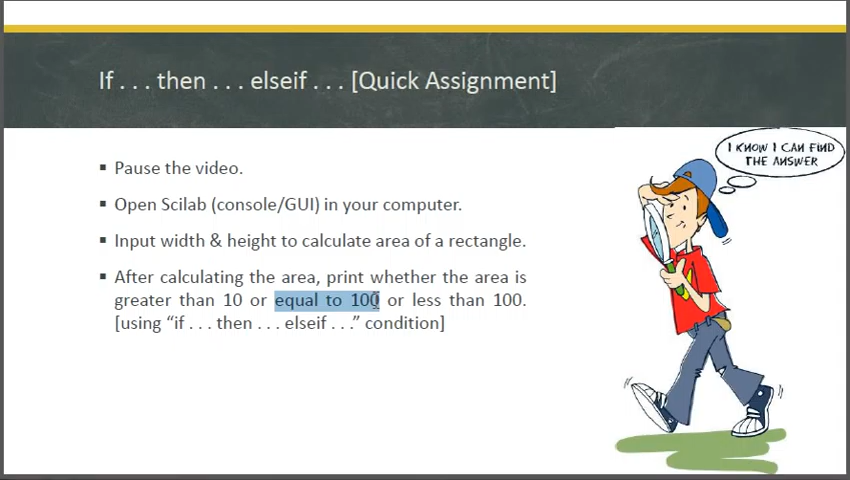 If . . . then . . . elseif . . . [Quick Assignment]
▪ Pause the video.
▪ Open Scilab (console/GUI) in your computer.
▪ Input width & height to calculate area of a rectangle.
▪ After calculating the area, print whether the area is
greater than 10 or equal to 100 or less than 100.
[using “if . . . then . . . elseif . . .” condition]
I KNOW I CAN FIND
THE ANSWER